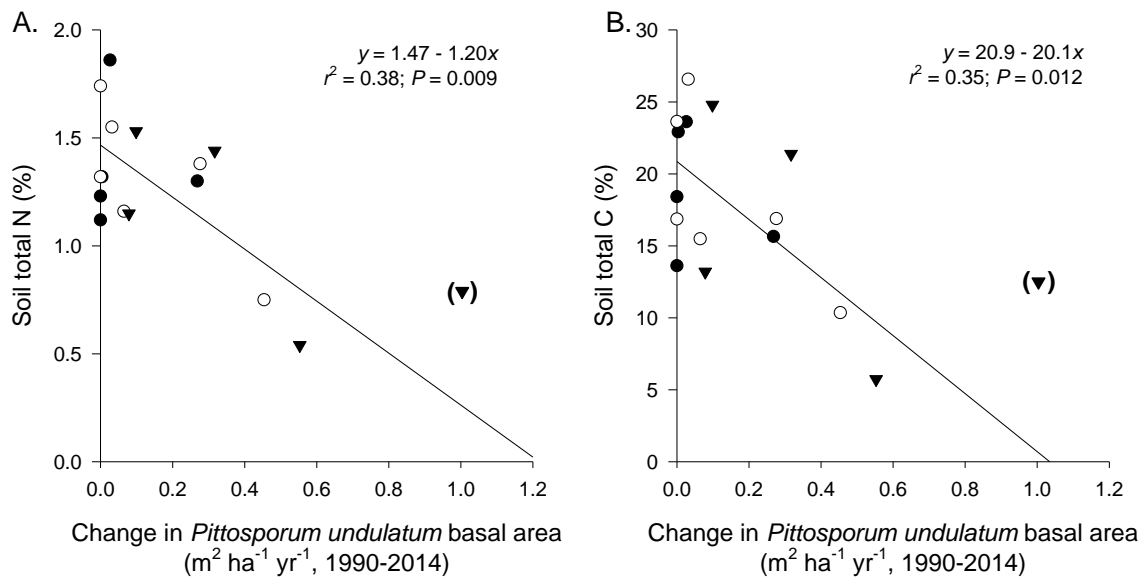 A.
y = 1.47 - 1.20x
r² = 0.38; P = 0.009
Soil total N (%)
2.0
1.5
1.0
0.5
0.0
0.0 0.2 0.4 0.6 0.8 1.0 1.2
( )
Change in Pittosporum undulatum basal area
(m² ha⁻¹ yr⁻¹, 1990-2014)
B.
y = 20.9 - 20.1x
r² = 0.35; P = 0.012
Soil total C (%)
30
25
20
15
10
5
0
0.0 0.2 0.4 0.6 0.8 1.0 1.2
( )
Change in Pittosporum undulatum basal area
(m² ha⁻¹ yr⁻¹, 1990-2014)